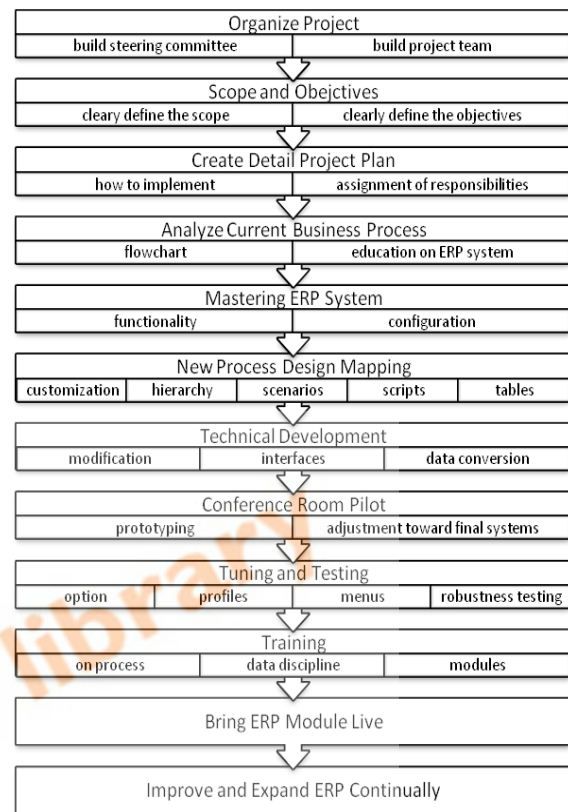 Organize Project
build steering committee build project team
Scope and Obejctives
cleary define the scope clearly define the objectives
Create Detail Project Plan
how to implement assignment of responsibilities
Analyze Current Business Process
flowchart education on ERP system
Mastering ERP System
functionality configuration
New Process Design Mapping
customization hierarchy scenarios scripts tables
Technical Development
modification interfaces data conversion
Conference Room Pilot
prototyping adjustment toward final systems
Tuning and Testing
option profiles menus robustness testing
Training
on process data discipline modules
Bring ERP Module Live
Improve and Expand ERP Continually
library